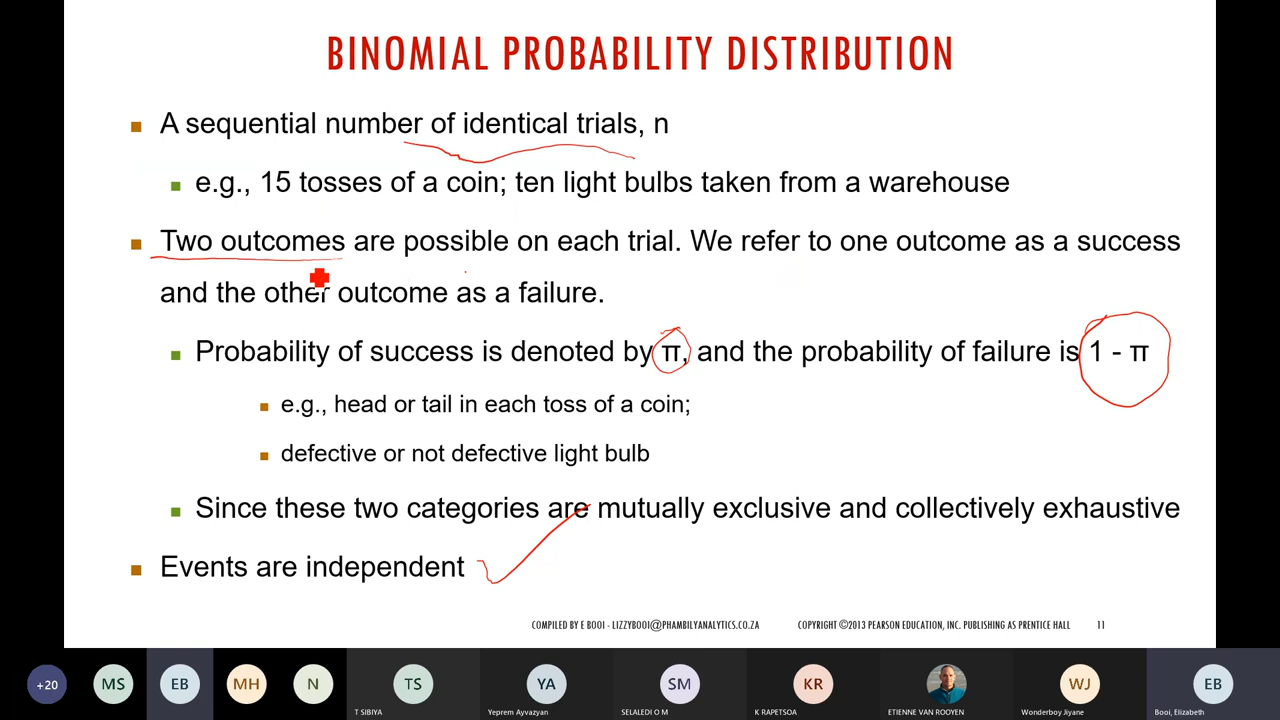 BINOMIAL PROBABILITY DISTRIBUTION
A sequential number of identical trials, n
e.g., 15 tosses of a coin; ten light bulbs taken from a warehouse
Two outcomes are possible on each trial. We refer to one outcome as a success
and the other outcome as a failure.
Probability of success is denoted by π, and the probability of failure is 1 - π
e.g., head or tail in each toss of a coin;
defective or not defective light bulb
Since these two categories are mutually exclusive and collectively exhaustive
Events are independent
COMPILED BY E BOOI - LIZZYBOOI@PHAMBILYANALYTICS.CO.ZA COPYRIGHT ©2013 PEARSON EDUCATION, INC. PUBLISHING AS PRENTICE HALL 11
+20 MS EB MH N TS YA SM KR WJ EB
T SIBIYA Yeprem Ayvazyan SELALEDI O M K RAPETSOA ETIENNE VAN ROOYEN Wonderboy Jiyane Booi, Elizabeth